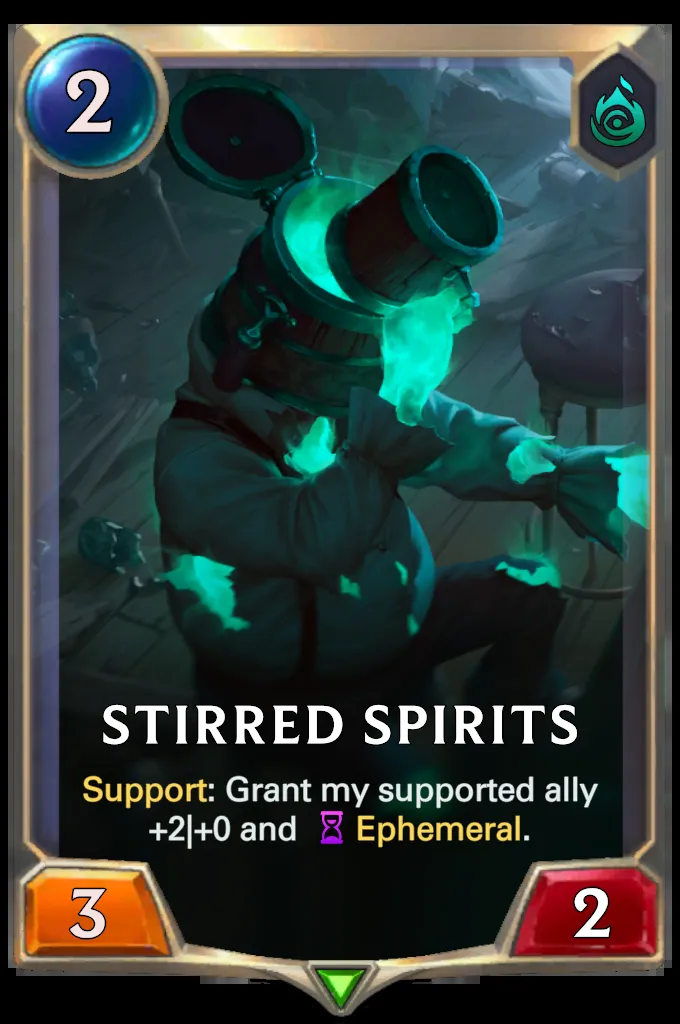 2
STIRRED SPIRITS
Support: Grant my supported ally
+2|+0 and Ephemeral.
3
2